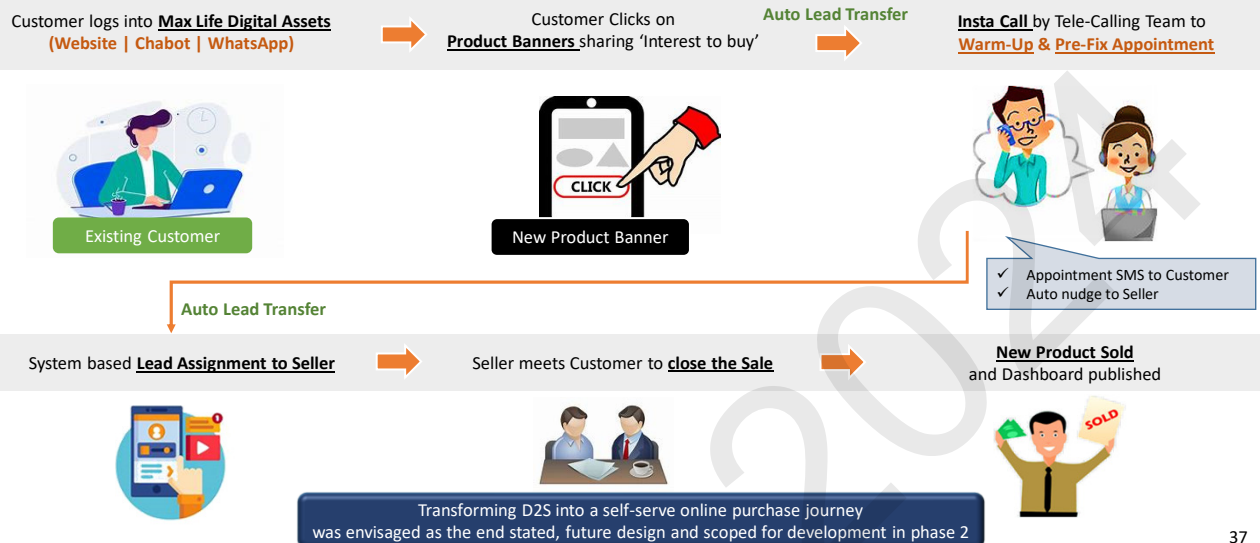 Customer logs into Max Life Digital Assets
(Website | Chabot | WhatsApp)
Customer Clicks on
Product Banners sharing ‘Interest to buy’
Auto Lead Transfer
Insta Call by Tele-Calling Team to
Warm-Up & Pre-Fix Appointment
Existing Customer
CLICK
New Product Banner
✓ Appointment SMS to Customer
✓ Auto nudge to Seller
Auto Lead Transfer
System based Lead Assignment to Seller
Seller meets Customer to close the Sale
New Product Sold
and Dashboard published
1
SOLD
Transforming D2S into a self-serve online purchase journey
was envisaged as the end stated, future design and scoped for development in phase 2
37
2024